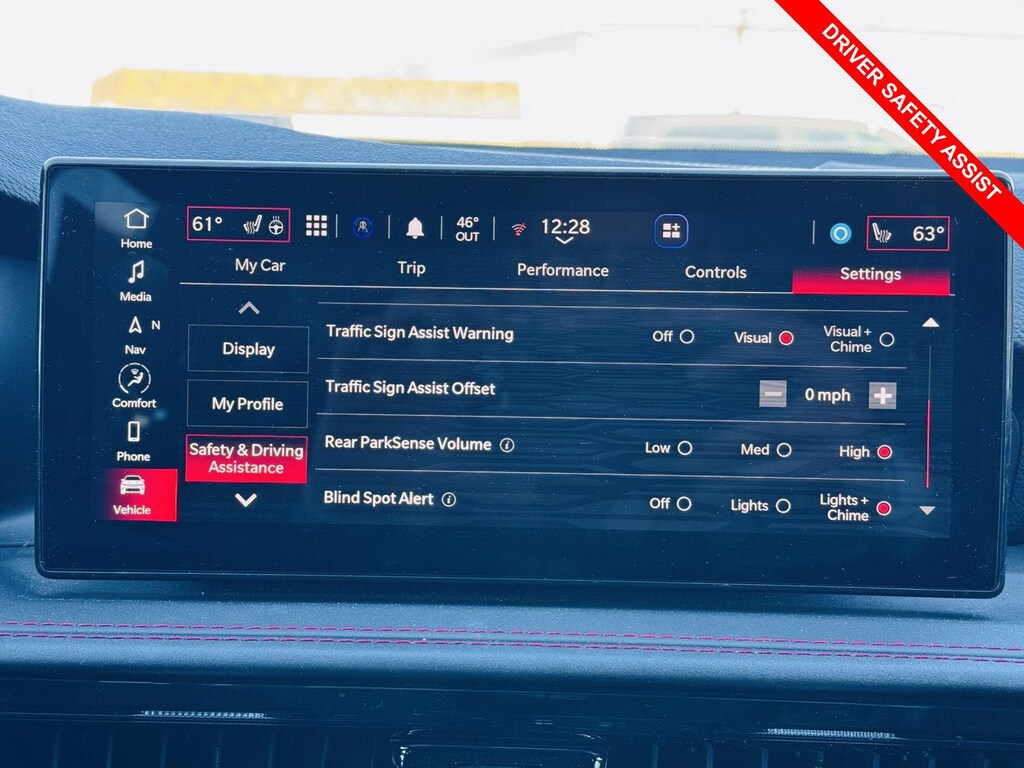 DRIVER SAFETY ASSIST
61°
46°
OUT
12:28
63°
Home
Media
N
Nav
Comfort
Phone
Vehicle
My Car
Trip
Performance
Controls
Settings
Display
My Profile
Safety & Driving
Assistance
Traffic Sign Assist Warning
Off
Visual
Visual +
Chime
Traffic Sign Assist Offset
0 mph
Rear ParkSense Volume
Low
Med
High
Blind Spot Alert
Off
Lights
Lights +
Chime